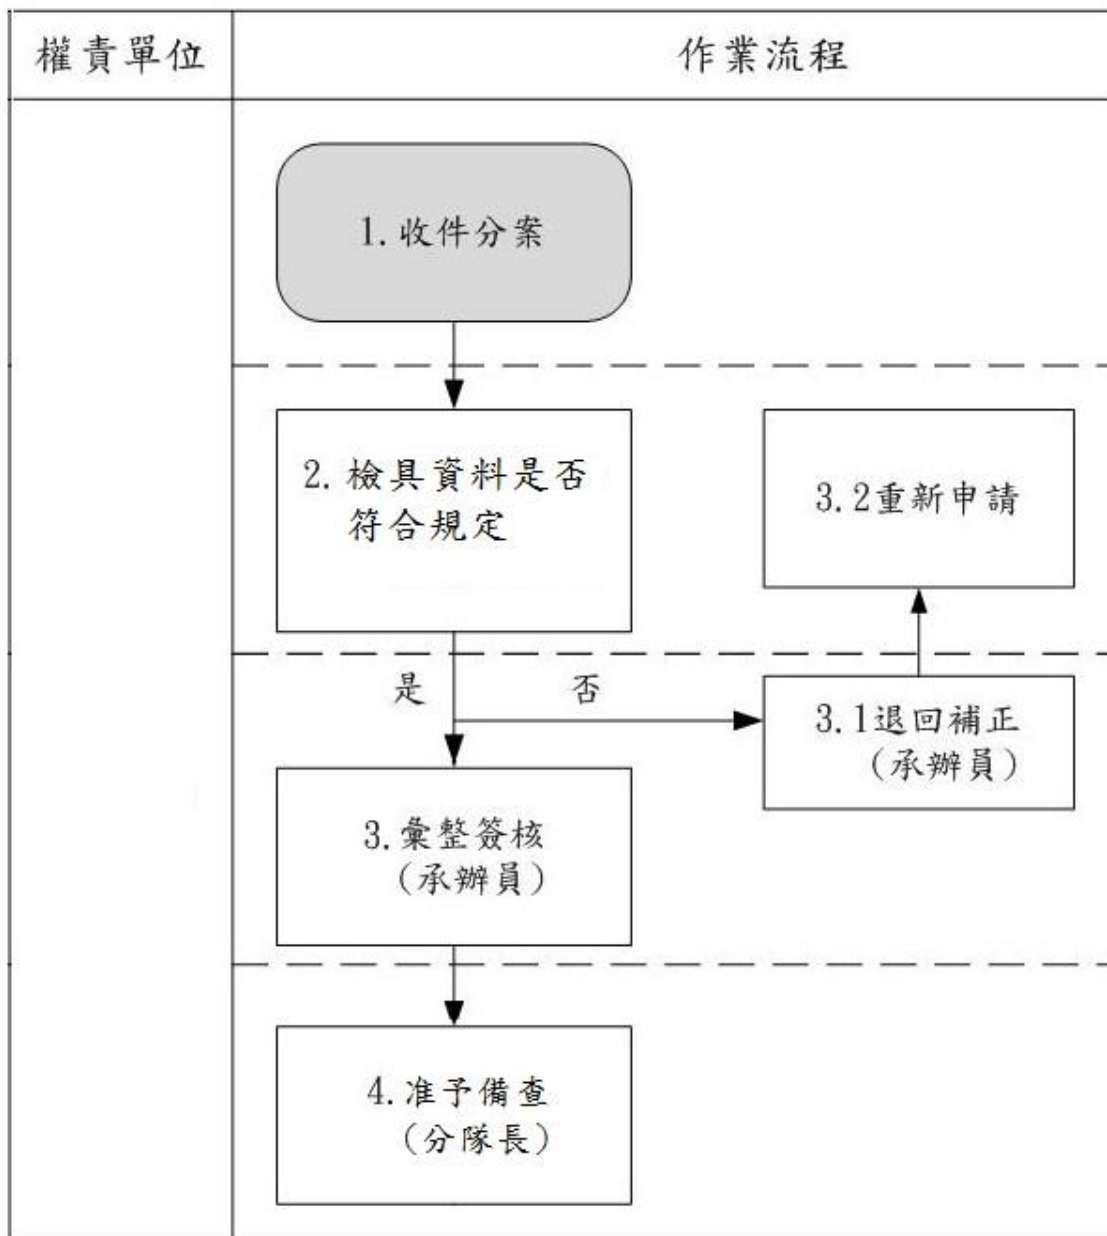 權責單位
作業流程
1.收件分案
2.檢具資料是否
符合規定
3.2重新申請
是
否
3.1退回補正
(承辦員)
3.彙整簽核
(承辦員)
4.准予備查
(分隊長)